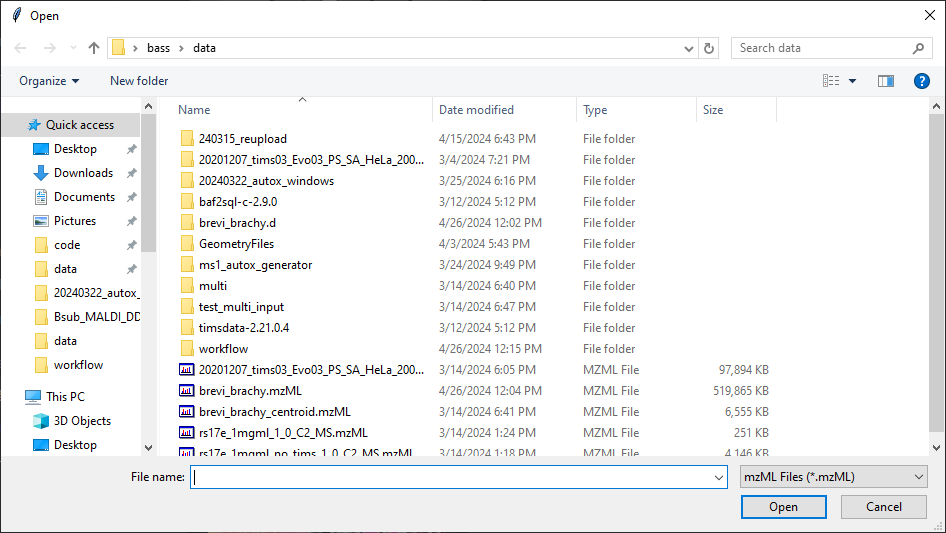 Open
bass data
Search data
Organize New folder
Name Date modified Type Size
Quick access
Desktop
Downloads
Documents
Pictures
code
data
20240322_autox_
Bsub_MALDI_DD
data
workflow
This PC
3D Objects
Desktop
240315_reupload 4/15/2024 6:43 PM File folder
20201207_tims03_Evo03_PS_SA_HeLa_200... 3/4/2024 7:21 PM File folder
20240322_autox_windows 3/25/2024 6:16 PM File folder
baf2sql-c-2.9.0 3/12/2024 5:12 PM File folder
brevi_brachy.d 4/26/2024 12:02 PM File folder
GeometryFiles 4/3/2024 5:43 PM File folder
ms1_autox_generator 3/24/2024 9:49 PM File folder
multi 3/14/2024 6:40 PM File folder
test_multi_input 3/14/2024 6:47 PM File folder
timsdata-2.21.0.4 3/12/2024 5:12 PM File folder
workflow 4/26/2024 12:15 PM File folder
20201207_tims03_Evo03_PS_SA_HeLa_200... 3/14/2024 6:05 PM MZML File 97,894 KB
brevi_brachy.mzML 4/26/2024 12:04 PM MZML File 519,865 KB
brevi_brachy_centroid.mzML 3/14/2024 6:41 PM MZML File 6,555 KB
rs17e_1mgml_1_0_C2_MS.mzML 3/14/2024 1:24 PM MZML File 251 KB
rs17e_1mgml_no_tims_1_0_C2_MS.mzML 3/14/2024 1:18 PM MZML File 4,146 KB
File name: mzML Files (*.mzML)
Open Cancel